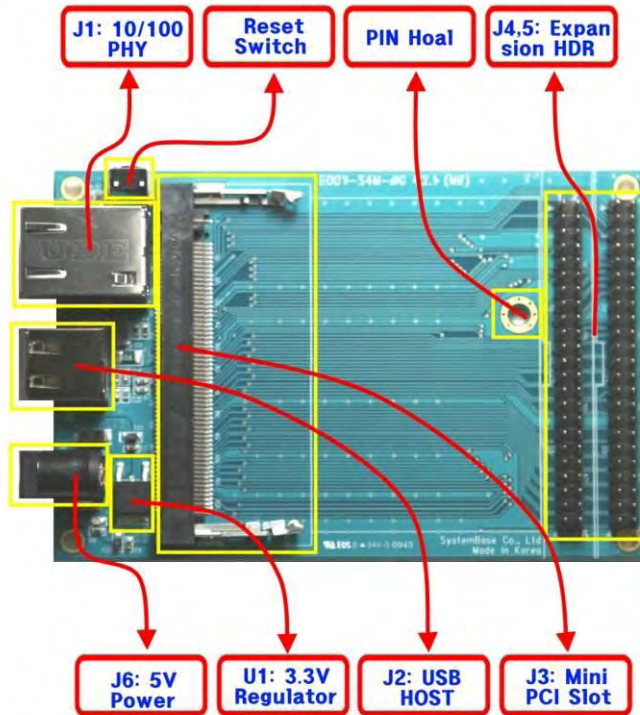 J1: 10/100
PHY
Reset
Switch
PIN Hoal
J4,5: Expan
sion HDR
UDE
SystemBase Co., Ltd
Made in Korea
J6: 5V
Power
U1: 3.3V
Regulator
J2: USB
HOST
J3: Mini
PCI Slot